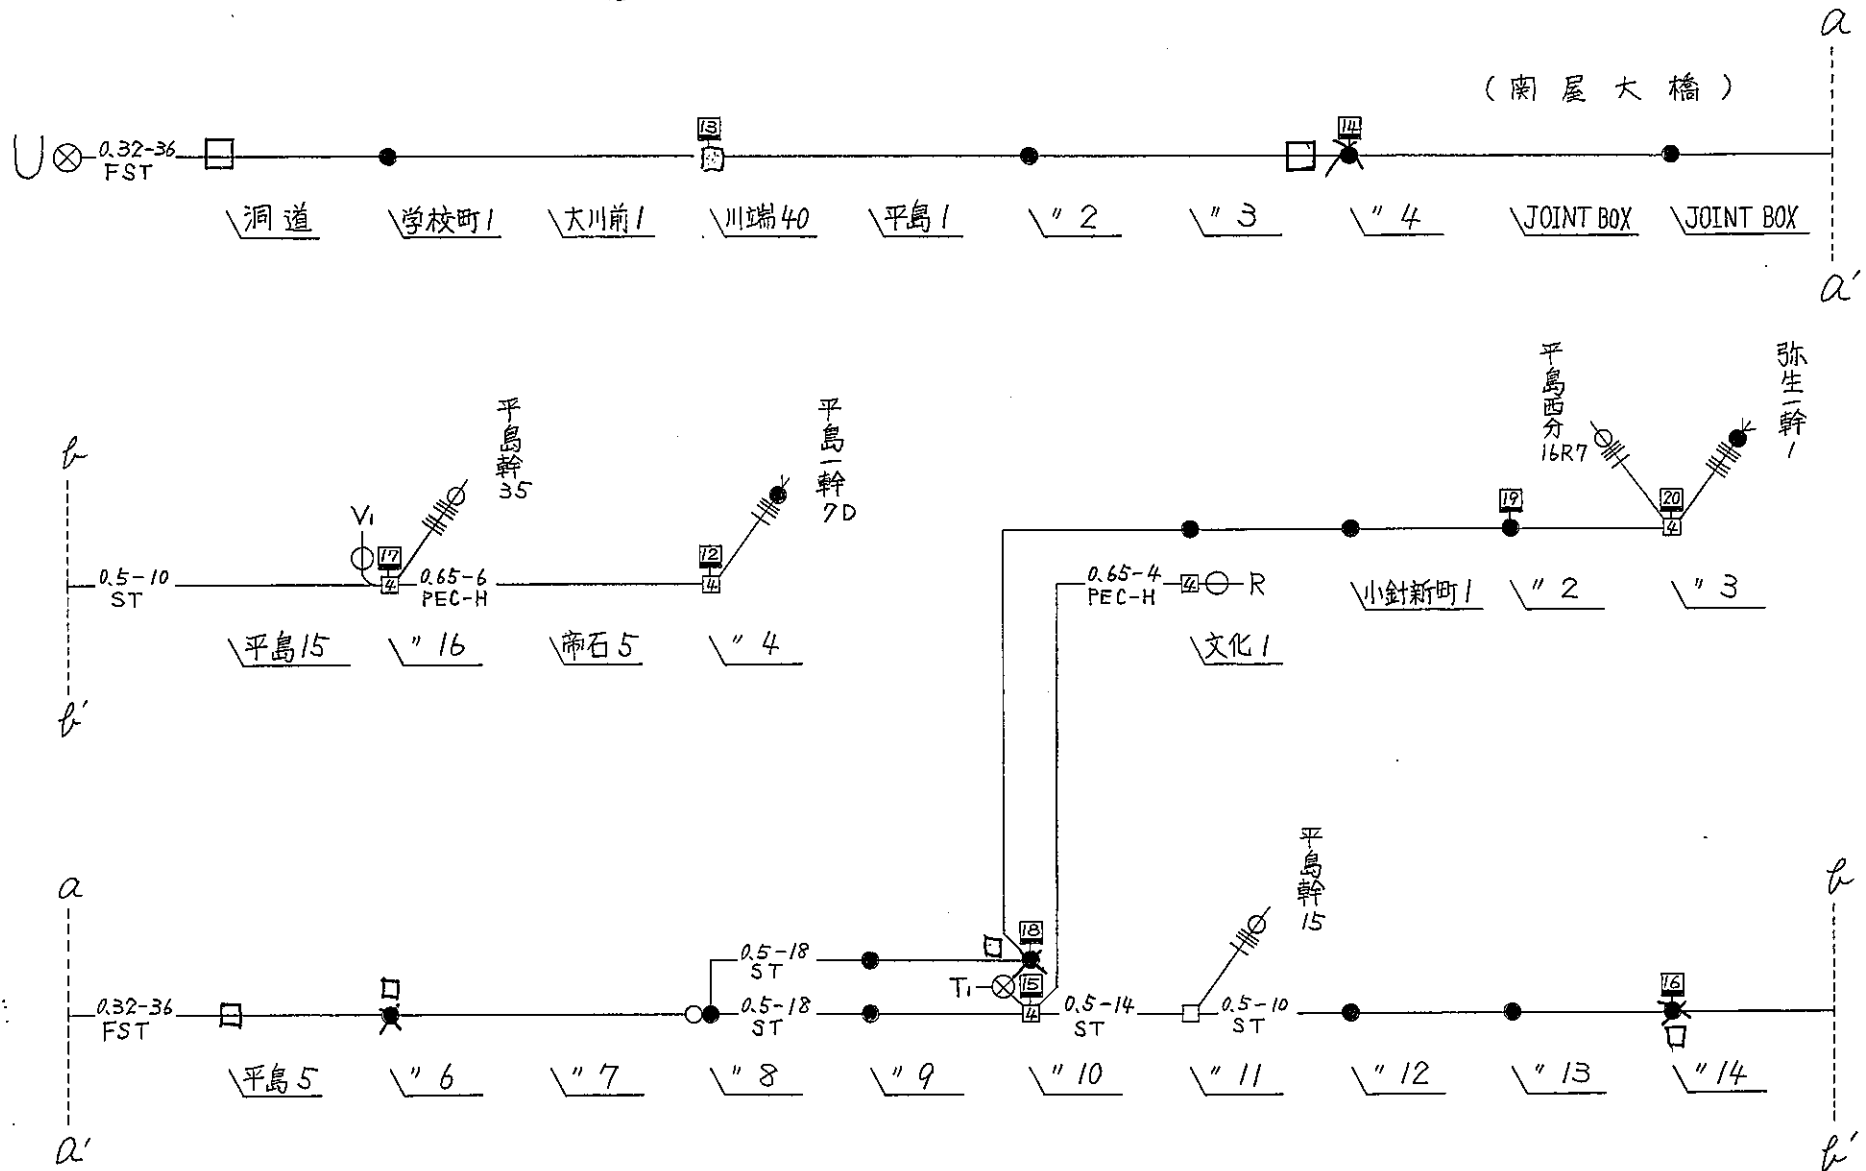 a
(関屋大橋)
13
14
U
0.32-36
FST
洞道
学校町1
大川前1
川端40
平島1
〃2
〃3
〃4
JOINT BOX
JOINT BOX
a'
平島幹35
平島一幹7D
平島西分16R7
弥生一幹1
b
V1
17
4
12
4
19
20
4
0.5-10
ST
0.65-6
PEC-H
0.65-4
PEC-H
4
R
小針新町1
〃2
〃3
平島15
〃16
帝石5
〃4
文化1
b'
平島幹15
a
b
18
0.5-18
ST
T1
15
4
16
0.32-36
FST
0.5-18
ST
0.5-14
ST
0.5-10
ST
平島5
〃6
〃7
〃8
〃9
〃10
〃11
〃12
〃13
〃14
a'
b'